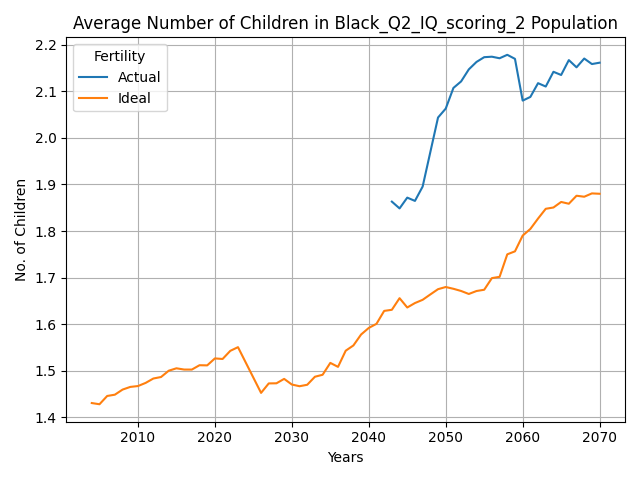 Average Number of Children in Black_Q2_IQ_scoring_2 Population
Fertility
Actual
Ideal
No. of Children
2.2
2.1
2.0
1.9
1.8
1.7
1.6
1.5
1.4
2010 2020 2030 2040 2050 2060 2070
Years